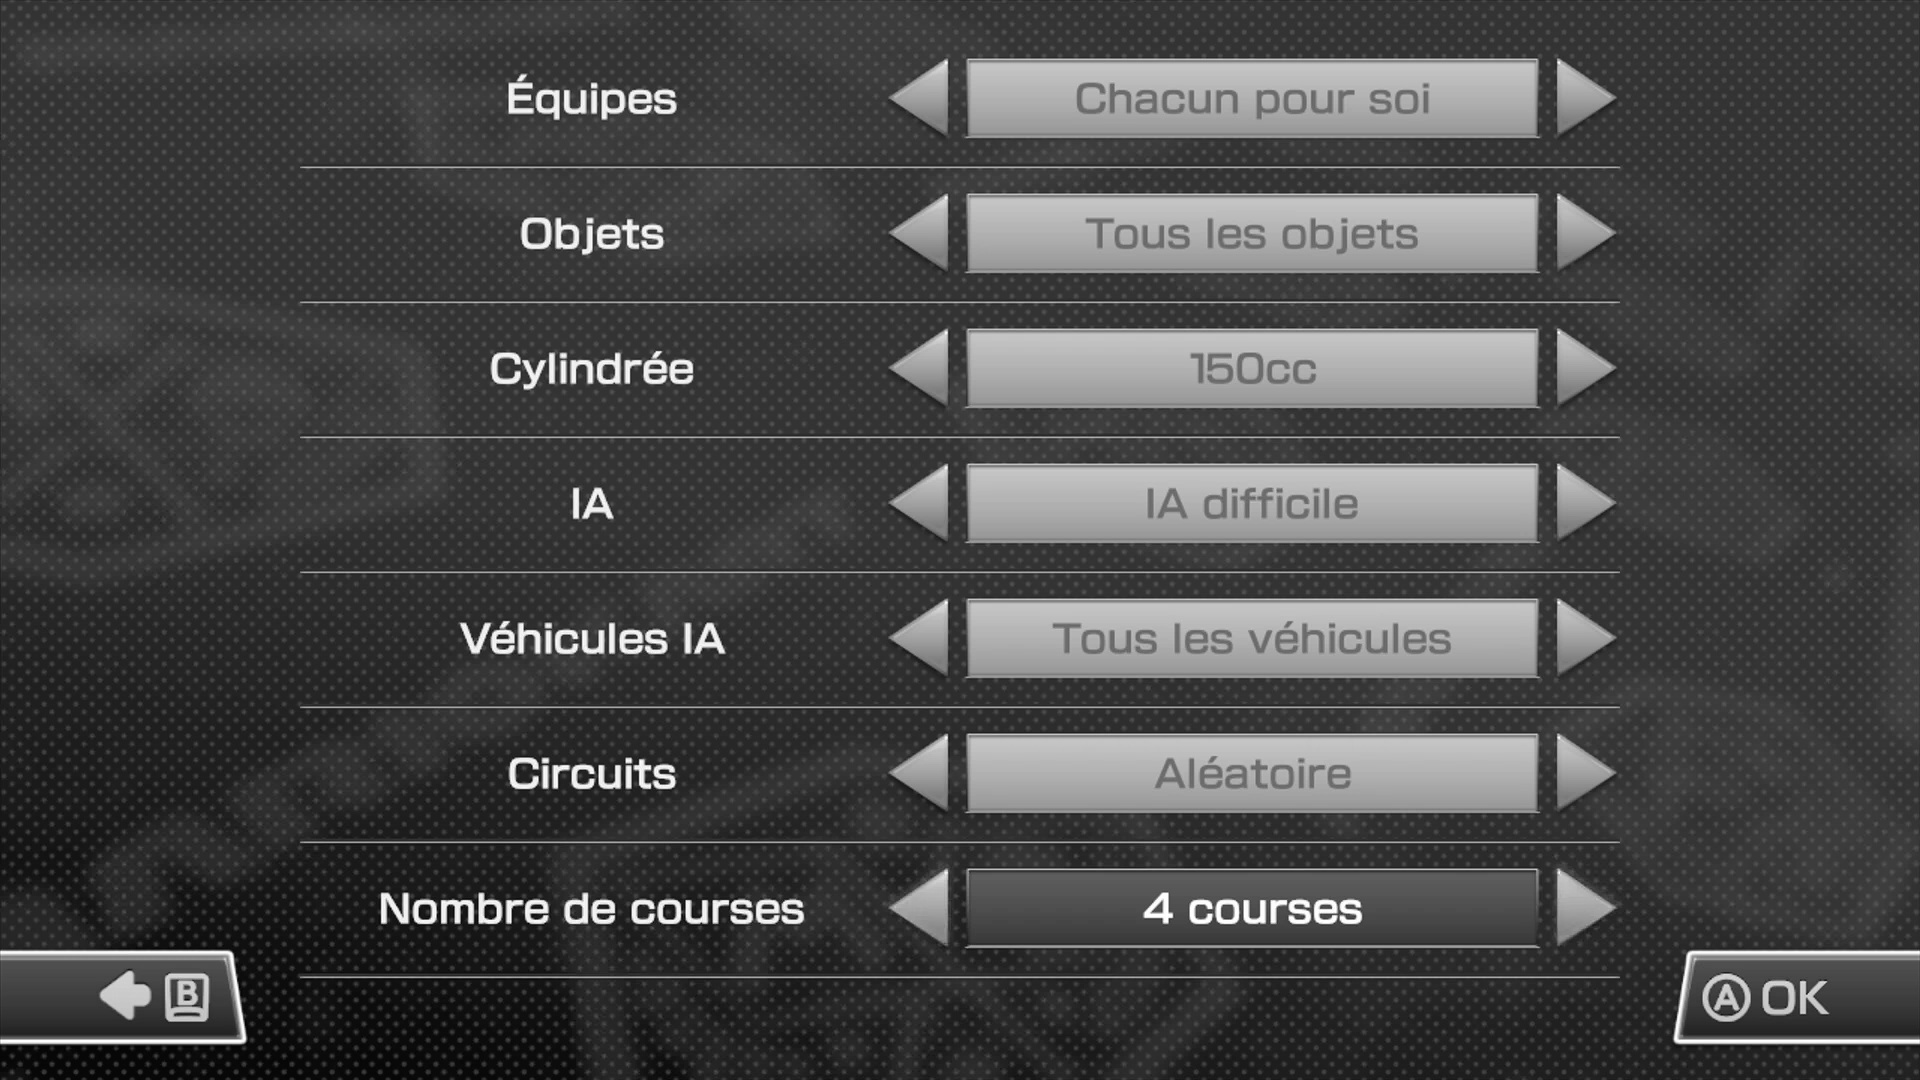 Équipes
Chacun pour soi
Objets
Tous les objets
Cylindrée
150cc
IA
IA difficile
Véhicules IA
Tous les véhicules
Circuits
Aléatoire
Nombre de courses
4 courses
B
A OK